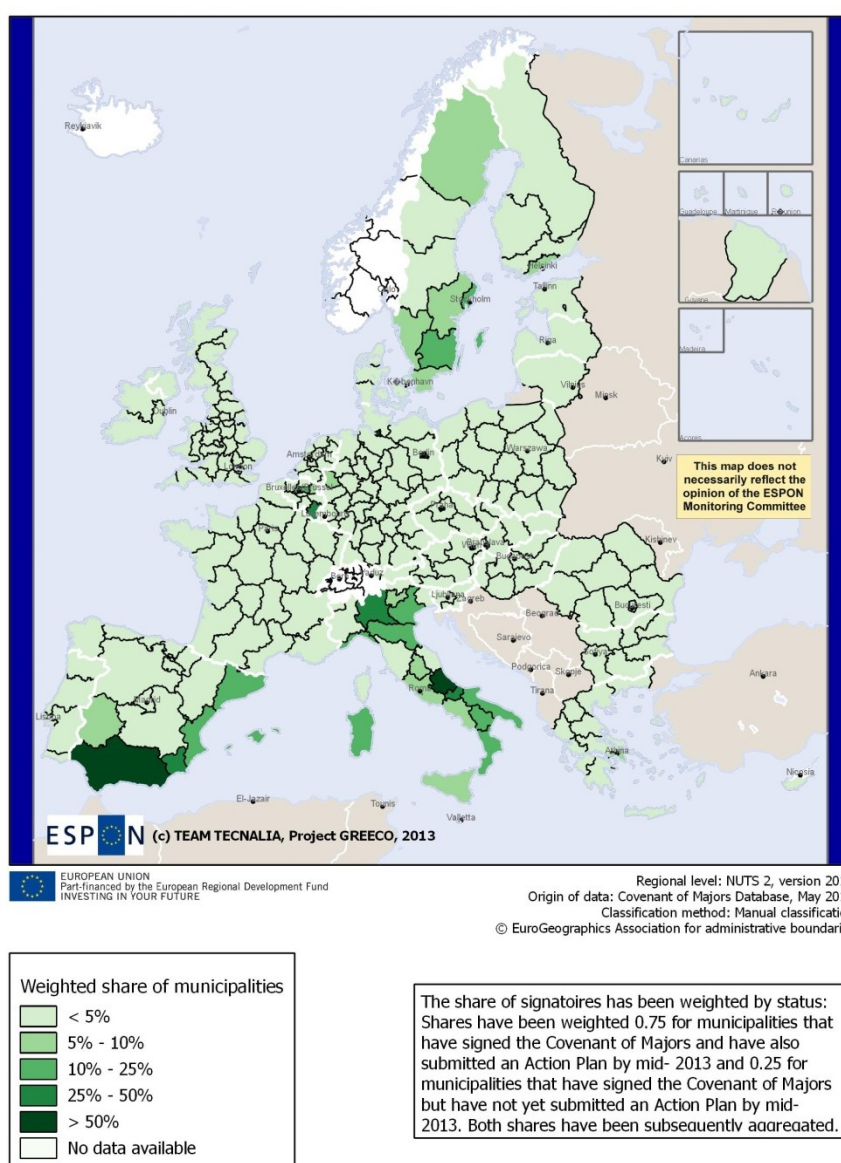 Reykjavik
Canarias
Guadeloupe
Martinique
R�union
Guyane
Madeira
Acores
Oslo
Helsinki
Stockholm
Tallinn
Riga
K�benhavn
Vilnius
Minsk
Dublin
London
Amsterdam
Berlin
Warszawa
Kyiv
This map does not
necessarily reflect the
opinion of the ESPON
Monitoring Committee
Paris
Kishinev
Ljubljana
Zagreb
Beograd
Bucuresti
Sarajevo
Podgorica
Skopje
Tirana
Ankara
Roma
Madrid
Lisboa
Athina
Nicosia
El-Jazair
Tounis
Valletta
ESPON (c) TEAM TECNALIA, Project GREECO, 2013
EUROPEAN UNION
Part-financed by the European Regional Development Fund
INVESTING IN YOUR FUTURE
Regional level: NUTS 2, version 20
Origin of data: Covenant of Majors Database, May 20
Classification method: Manual classificatio
© EuroGeographics Association for administrative boundari
Weighted share of municipalities
< 5%
5% - 10%
10% - 25%
25% - 50%
> 50%
No data available
The share of signatoires has been weighted by status:
Shares have been weighted 0.75 for municipalities that
have signed the Covenant of Majors and have also
submitted an Action Plan by mid- 2013 and 0.25 for
municipalities that have signed the Covenant of Majors
but have not yet submitted an Action Plan by mid-
2013. Both shares have been subsequently aggregated.